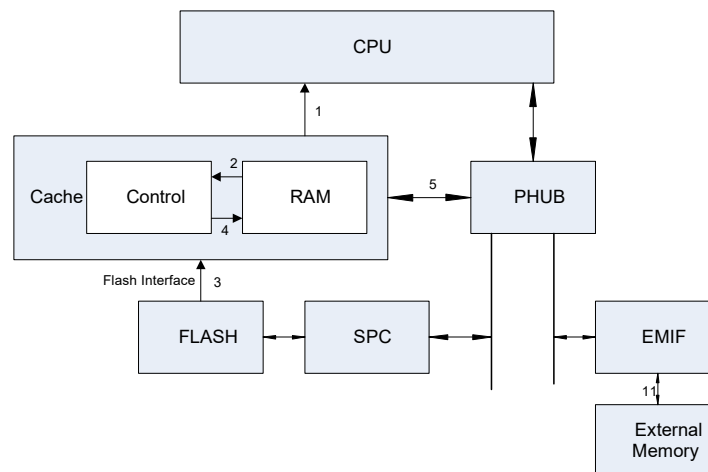 CPU
1
Cache
Control
2
4
RAM
5
PHUB
Flash Interface
3
FLASH
SPC
EMIF
11
External
Memory